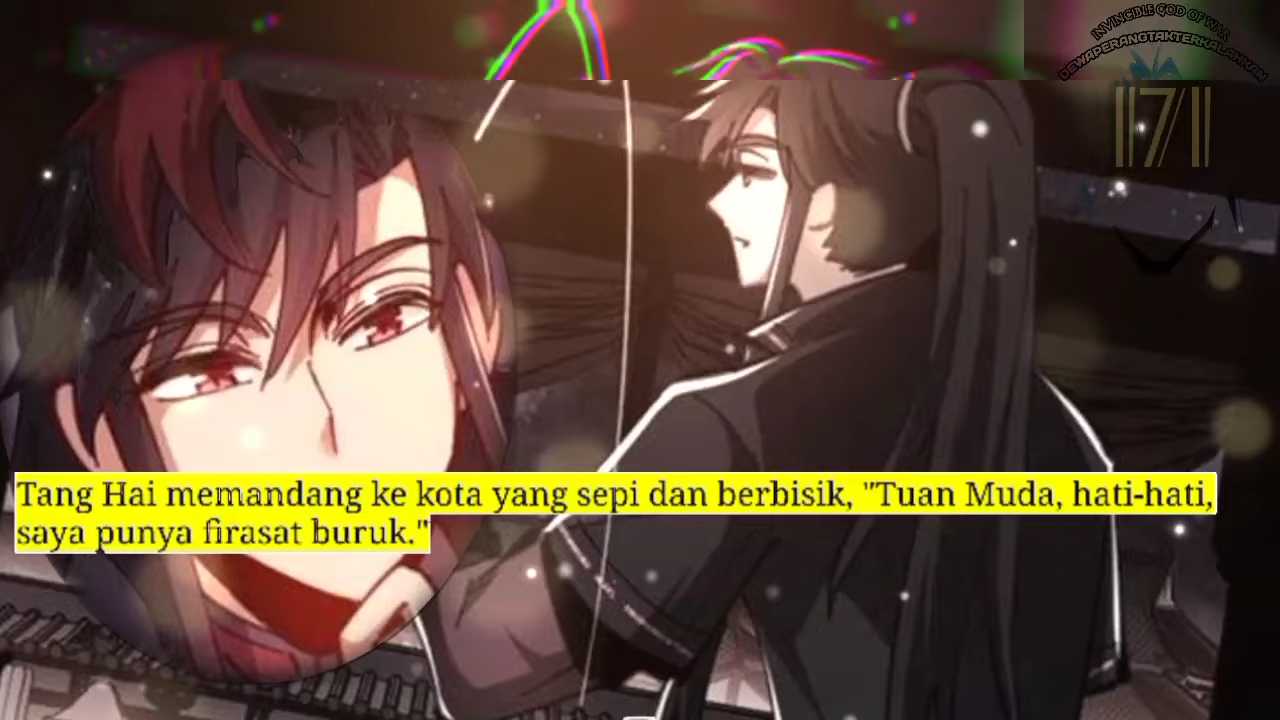 INVINCIBLE GOD OF WAR
DEWAPERANGTAKTERKALAHKAN
Tang Hai memandang ke kota yang sepi dan berbisik, "Tuan Muda, hati-hati,
saya punya firasat buruk."